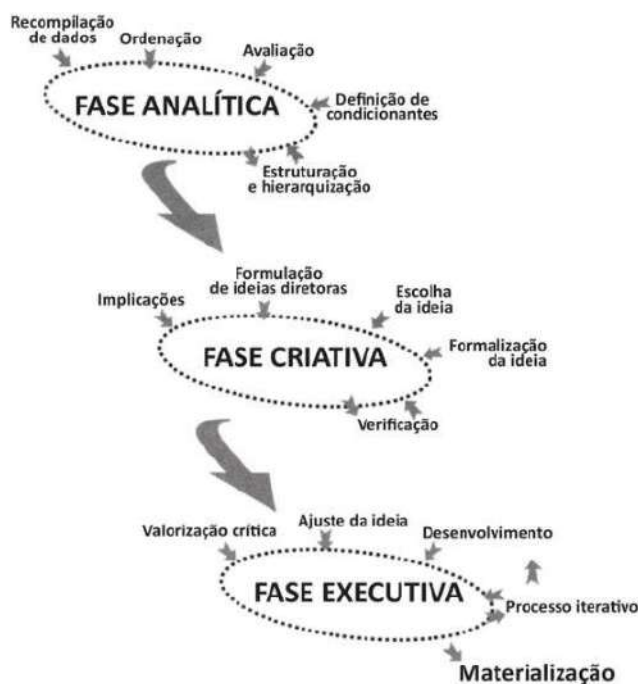 Recompilação
de dados
Ordenação
Avaliação
FASE ANALÍTICA
Definição de
condicionantes
Estruturação
e hierarquização
Formulação
de ideias diretoras
Implicações
Escolha
da ideia
FASE CRIATIVA
Formalização
da ideia
Verificação
Valorização crítica
Ajuste da ideia
Desenvolvimento
FASE EXECUTIVA
Processo iterativo
Materialização